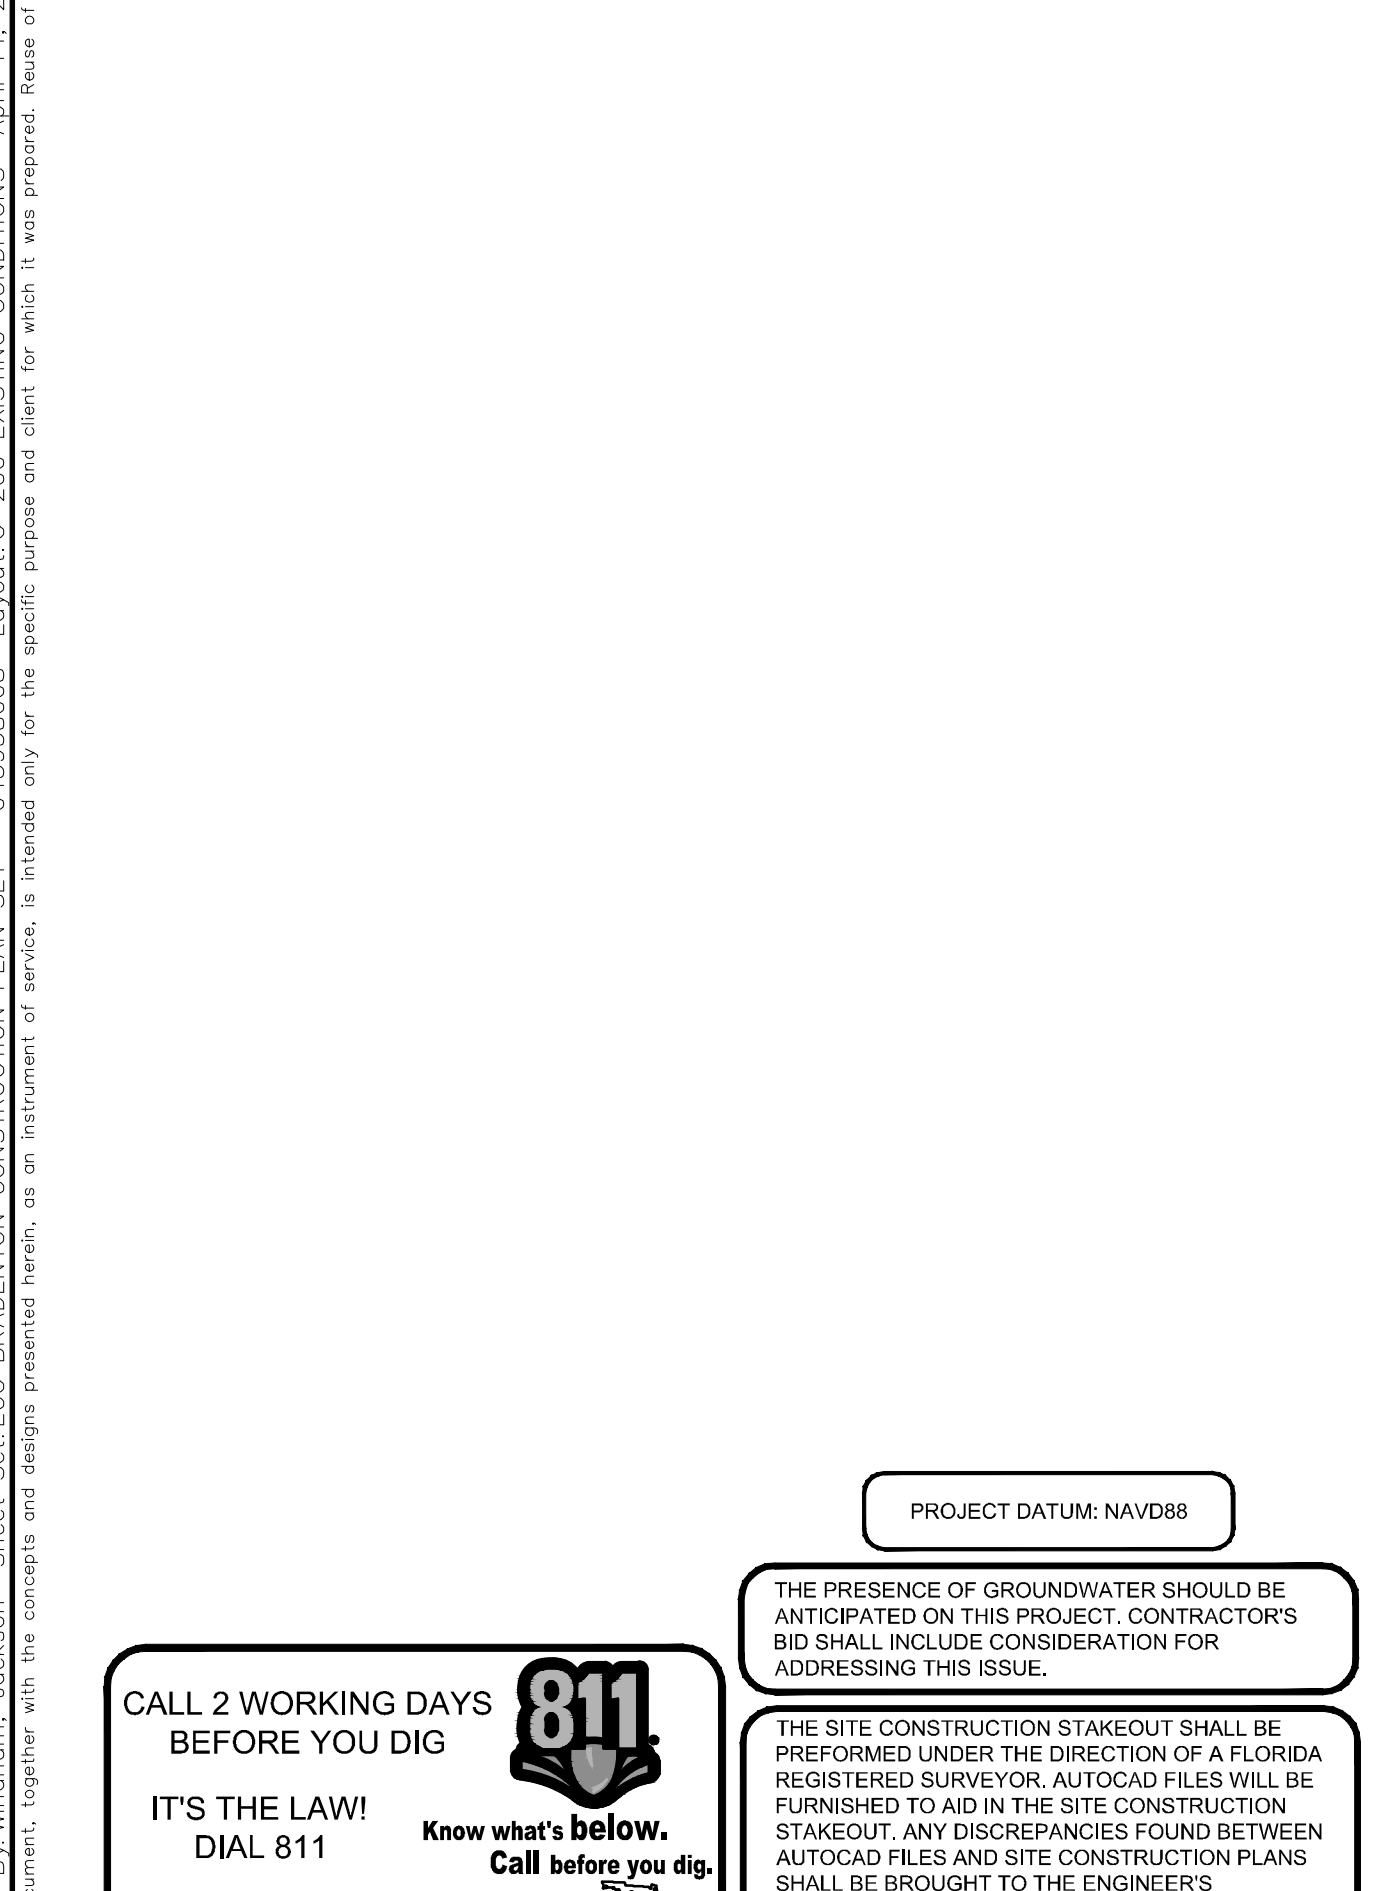 cument, together with the concepts and designs presented herein, as an instrument of service, is intended only for the specific purpose and client for which it was prepared. Reuse of
PROJECT DATUM: NAVD88
THE PRESENCE OF GROUNDWATER SHOULD BE
ANTICIPATED ON THIS PROJECT. CONTRACTOR'S
BID SHALL INCLUDE CONSIDERATION FOR
ADDRESSING THIS ISSUE.
CALL 2 WORKING DAYS
BEFORE YOU DIG
IT'S THE LAW!
DIAL 811
811
Know what's below.
Call before you dig.
THE SITE CONSTRUCTION STAKEOUT SHALL BE
PREFORMED UNDER THE DIRECTION OF A FLORIDA
REGISTERED SURVEYOR. AUTOCAD FILES WILL BE
FURNISHED TO AID IN THE SITE CONSTRUCTION
STAKEOUT. ANY DISCREPANCIES FOUND BETWEEN
AUTOCAD FILES AND SITE CONSTRUCTION PLANS
SHALL BE BROUGHT TO THE ENGINEER'S